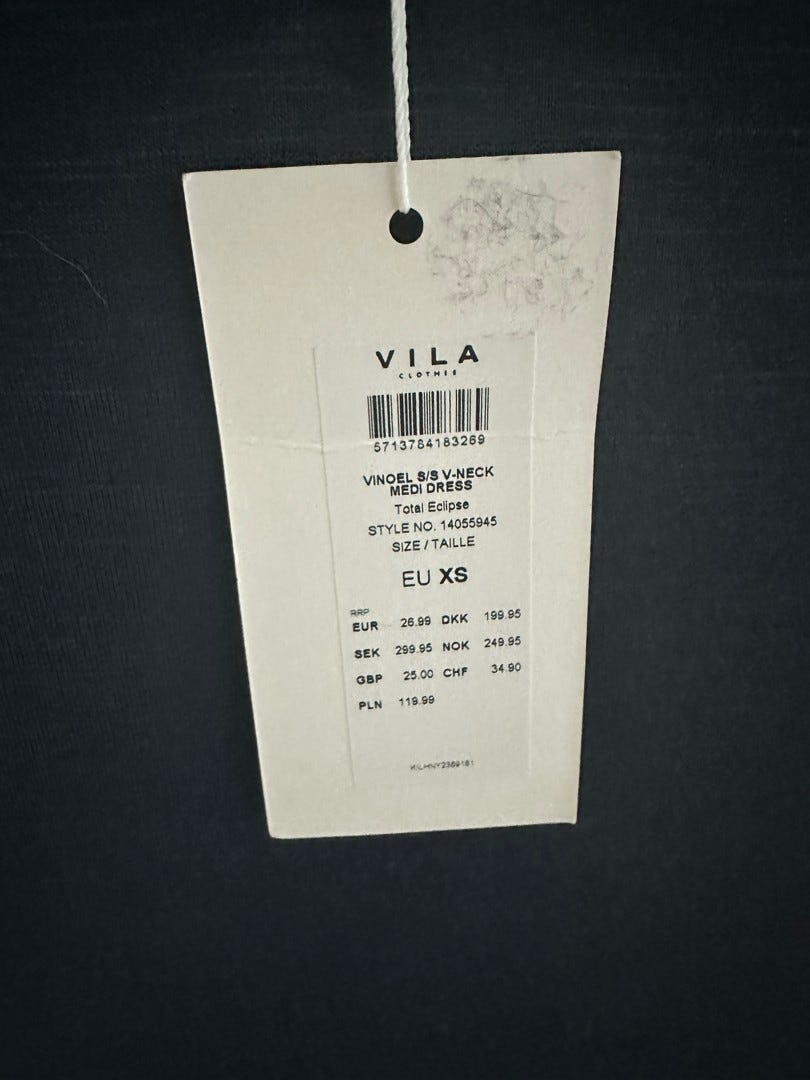 VILA
CLOTHES
5713784183269
VINOEL S/S V-NECK
MEDI DRESS
Total Eclipse
STYLE NO. 14055945
SIZE / TAILLE
EU XS
RRP
EUR 26.99 DKK 199.95
SEK 299.95 NOK 249.95
GBP 25.00 CHF 34.90
PLN 119.99